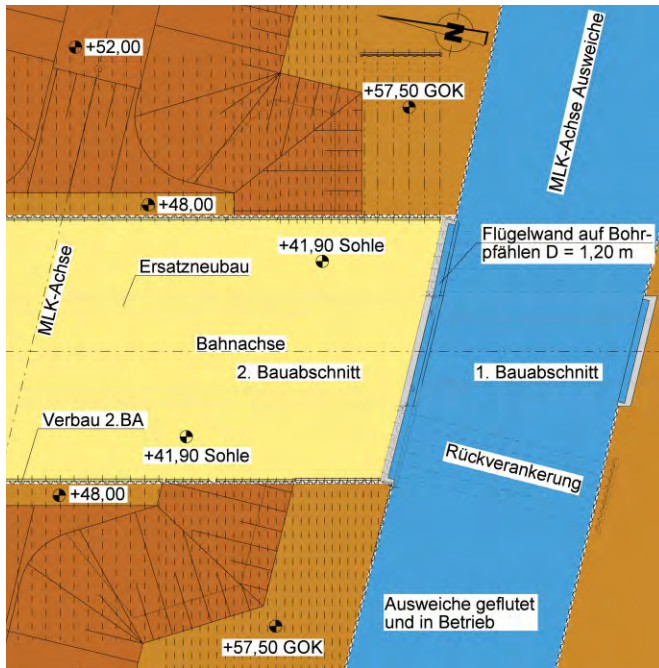 +52,00
N
+57,50 GOK
MLK-Achse Ausweiche
+48,00
Flügelwand auf Bohr-
pfählen D = 1,20 m
+41,90 Sohle
Ersatzneubau
MLK-Achse
Bahnachse
2. Bauabschnitt
1. Bauabschnitt
Verbau 2.BA
+41,90 Sohle
Rückverankerung
+48,00
Ausweiche geflutet
und in Betrieb
+57,50 GOK